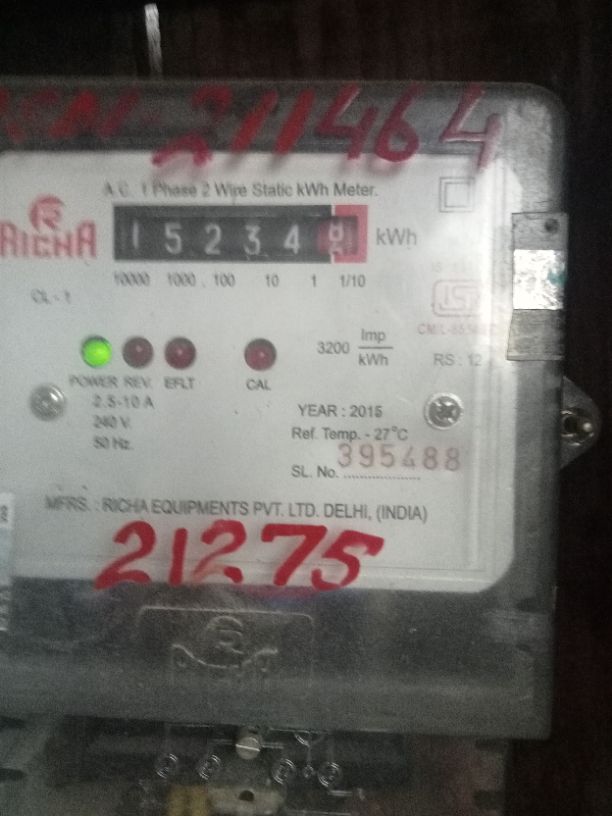 211464
A.C. 1 Phase 2 Wire Static kWh Meter.
RICHA
15234 kWh
10000 1000 100 10 1 1/10
CL - 1
3200 Imp/kWh
RS : 12
POWER REV. EFLT CAL
2.5-10 A
240 V.
50 Hz.
YEAR : 2015
Ref. Temp. - 27°C
SL. No. 395488
MFRS. : RICHA EQUIPMENTS PVT. LTD. DELHI, (INDIA)
21275